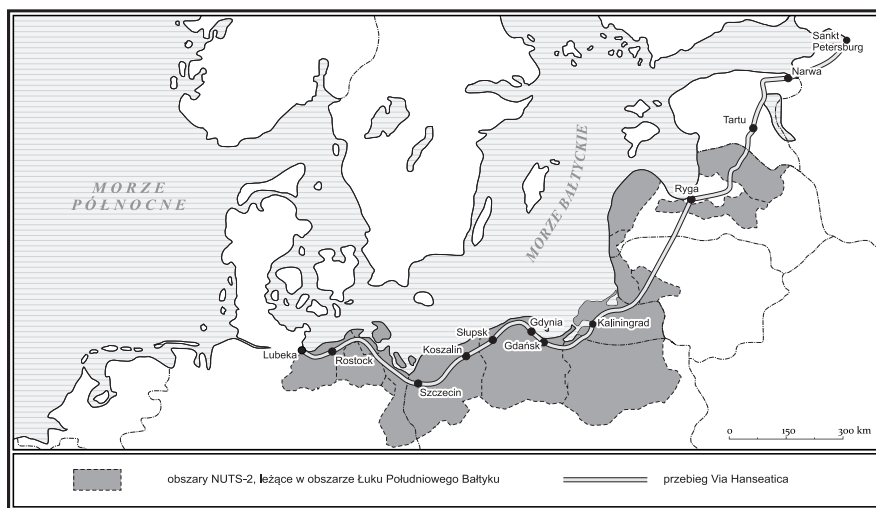 Sankt
Petersburg
Narwa
Tartu
MORZE
PÓŁNOCNE
MORZE BAŁTYCKIE
Ryga
Gdynia
Słupsk
Kaliningrad
Gdańsk
Koszalin
Lubeka
Rostock
Szczecin
0 150 300 km
obszary NUTS-2, leżące w obszarze Łuku Południowego Bałtyku
przebieg Via Hanseatica